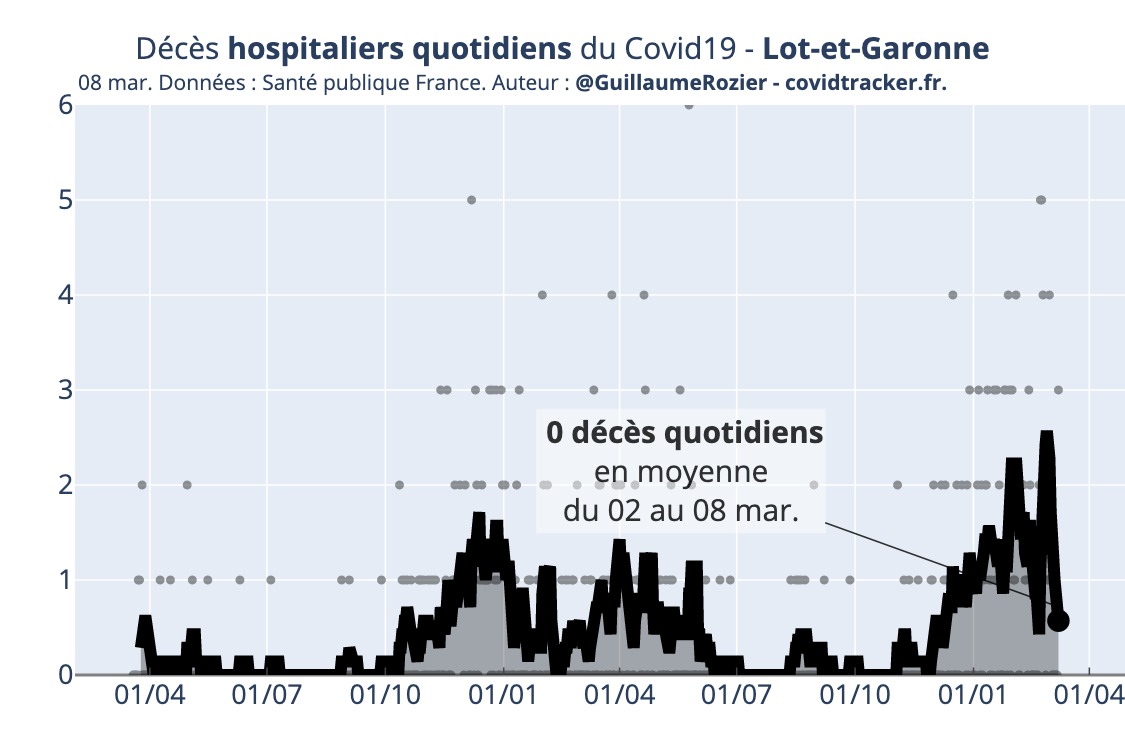 Décès hospitaliers quotidiens du Covid19 - Lot-et-Garonne
08 mar. Données : Santé publique France. Auteur : @GuillaumeRozier - covidtracker.fr.
6
5
4
3
2
1
0
0 décès quotidiens
en moyenne
du 02 au 08 mar.
01/04 01/07 01/10 01/01 01/04 01/07 01/10 01/01 01/04